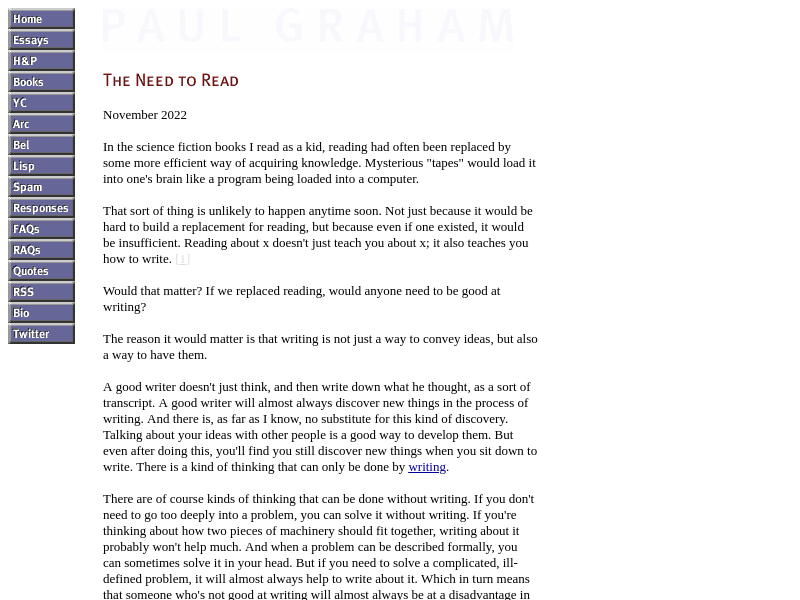 Home
Essays
H&P
Books
YC
Arc
Bel
Lisp
Spam
Responses
FAQs
RAQs
Quotes
RSS
Bio
Twitter
PAUL GRAHAM
The Need to Read
November 2022
In the science fiction books I read as a kid, reading had often been replaced by
some more efficient way of acquiring knowledge. Mysterious "tapes" would load it
into one's brain like a program being loaded into a computer.
That sort of thing is unlikely to happen anytime soon. Not just because it would be
hard to build a replacement for reading, but because even if one existed, it would
be insufficient. Reading about x doesn't just teach you about x; it also teaches you
how to write. [1]
Would that matter? If we replaced reading, would anyone need to be good at
writing?
The reason it would matter is that writing is not just a way to convey ideas, but also
a way to have them.
A good writer doesn't just think, and then write down what he thought, as a sort of
transcript. A good writer will almost always discover new things in the process of
writing. And there is, as far as I know, no substitute for this kind of discovery.
Talking about your ideas with other people is a good way to develop them. But
even after doing this, you'll find you still discover new things when you sit down to
write. There is a kind of thinking that can only be done by writing.
There are of course kinds of thinking that can be done without writing. If you don't
need to go too deeply into a problem, you can solve it without writing. If you're
thinking about how two pieces of machinery should fit together, writing about it
probably won't help much. And when a problem can be described formally, you
can sometimes solve it in your head. But if you need to solve a complicated, ill-
defined problem, it will almost always help to write about it. Which in turn means
that someone who's not good at writing will almost always be at a disadvantage in